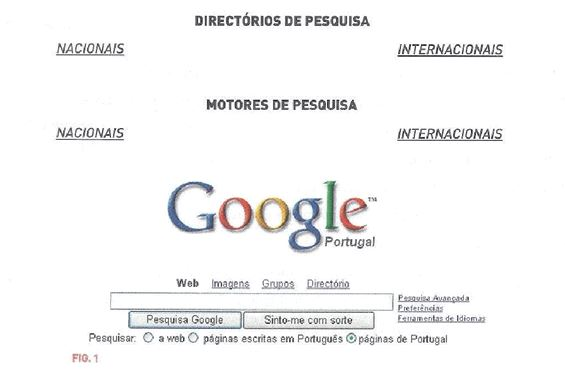 DIRECTÓRIOS DE PESQUISA
NACIONAIS INTERNACIONAIS
MOTORES DE PESQUISA
NACIONAIS INTERNACIONAIS
Google™
Portugal
Web Imagens Grupos Directório
Pesquisa Avançada
Preferências
Ferramentas de Idiomas
Pesquisa Google Sinto-me com sorte
Pesquisar: a web páginas escritas em Português páginas de Portugal
FIG. 1